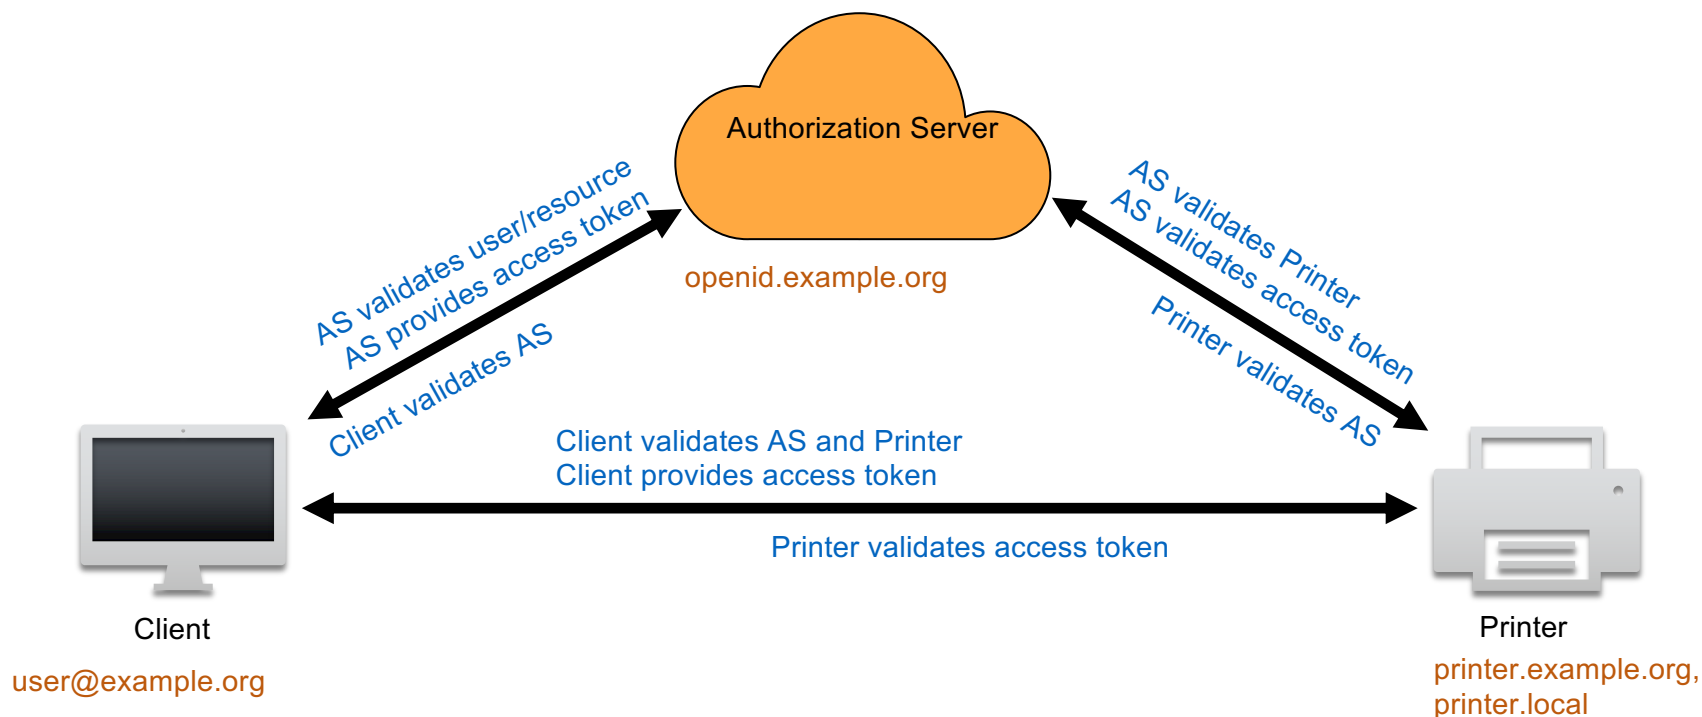 Authorization Server
openid.example.org
AS validates user/resource
AS provides access token
Client validates AS
AS validates Printer
AS validates access token
Printer validates AS
Client validates AS and Printer
Client provides access token
Printer validates access token
Client
user@example.org
Printer
printer.example.org,
printer.local